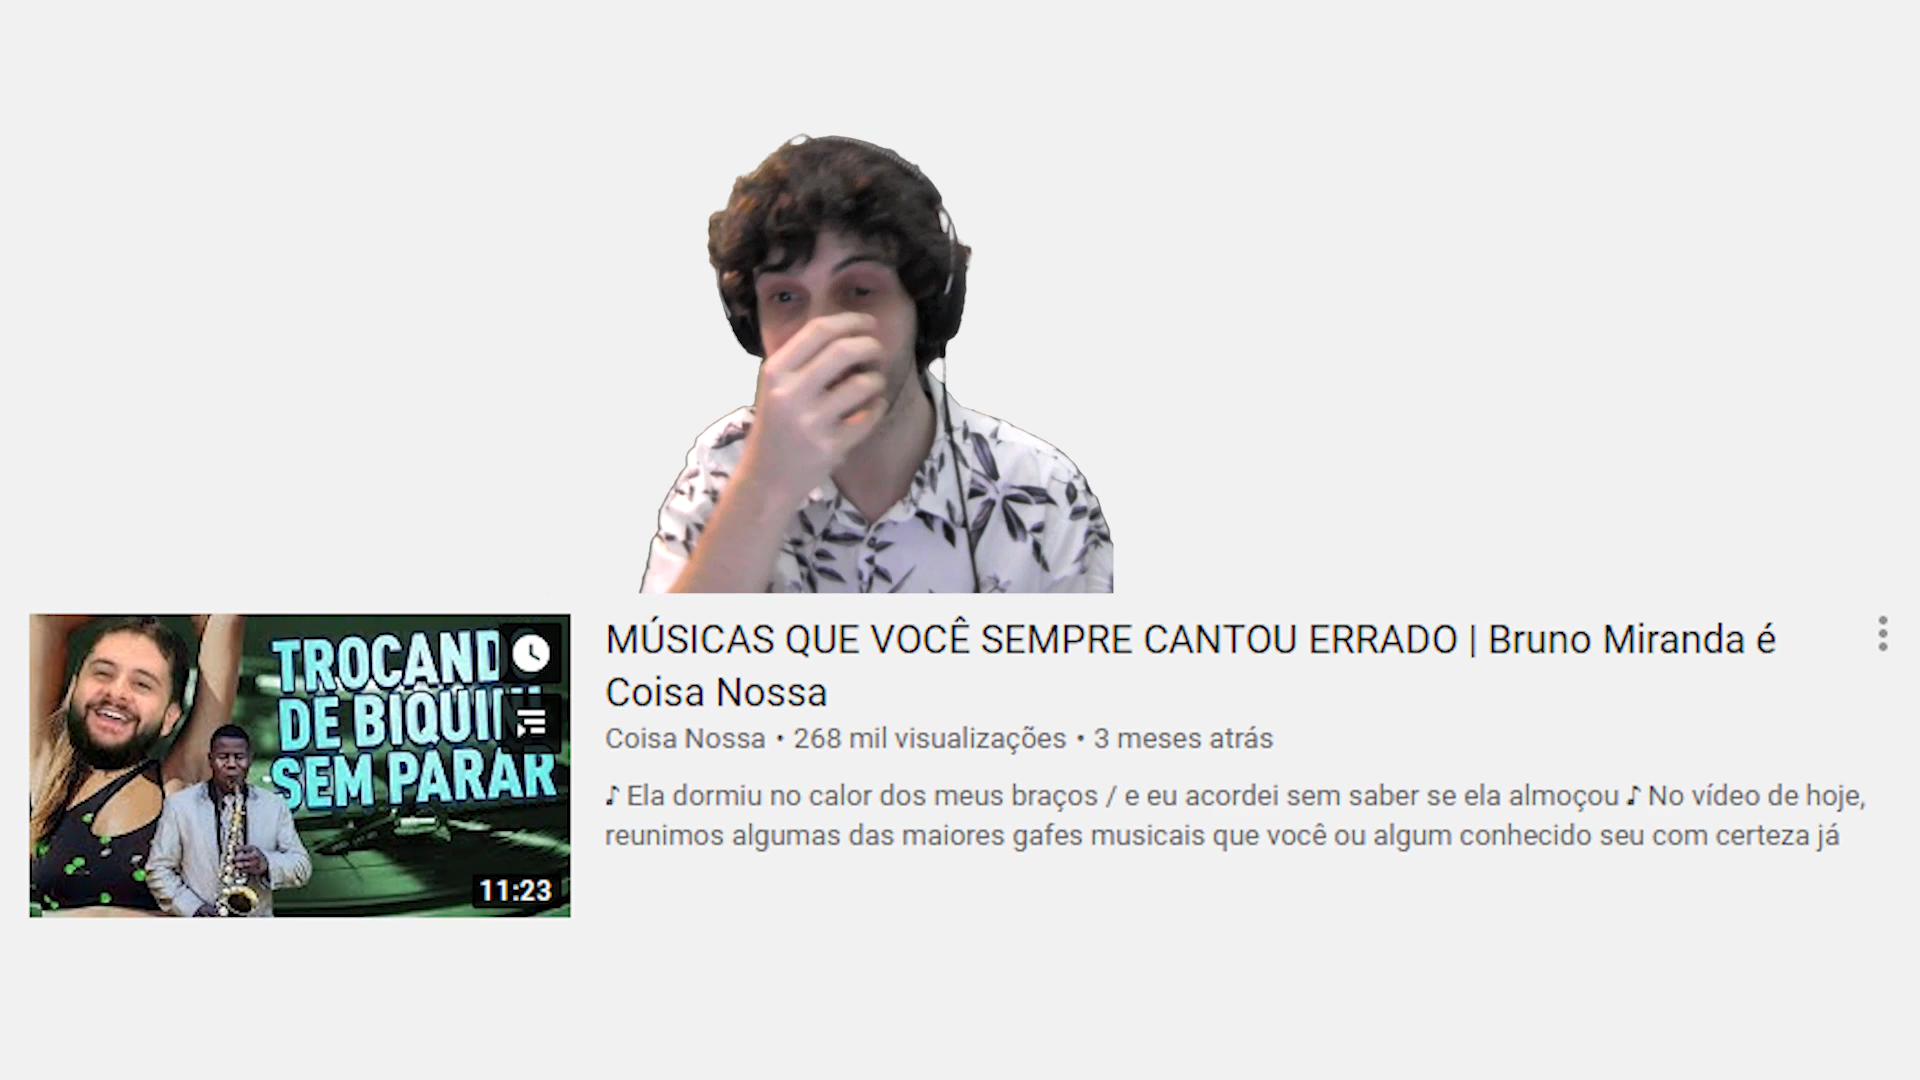 TROCAND
DE BIQUI
SEM PARAR
11:23
MÚSICAS QUE VOCÊ SEMPRE CANTOU ERRADO | Bruno Miranda é
Coisa Nossa
Coisa Nossa • 268 mil visualizações • 3 meses atrás
♪ Ela dormiu no calor dos meus braços / e eu acordei sem saber se ela almoçou ♪ No vídeo de hoje,
reunimos algumas das maiores gafes musicais que você ou algum conhecido seu com certeza já